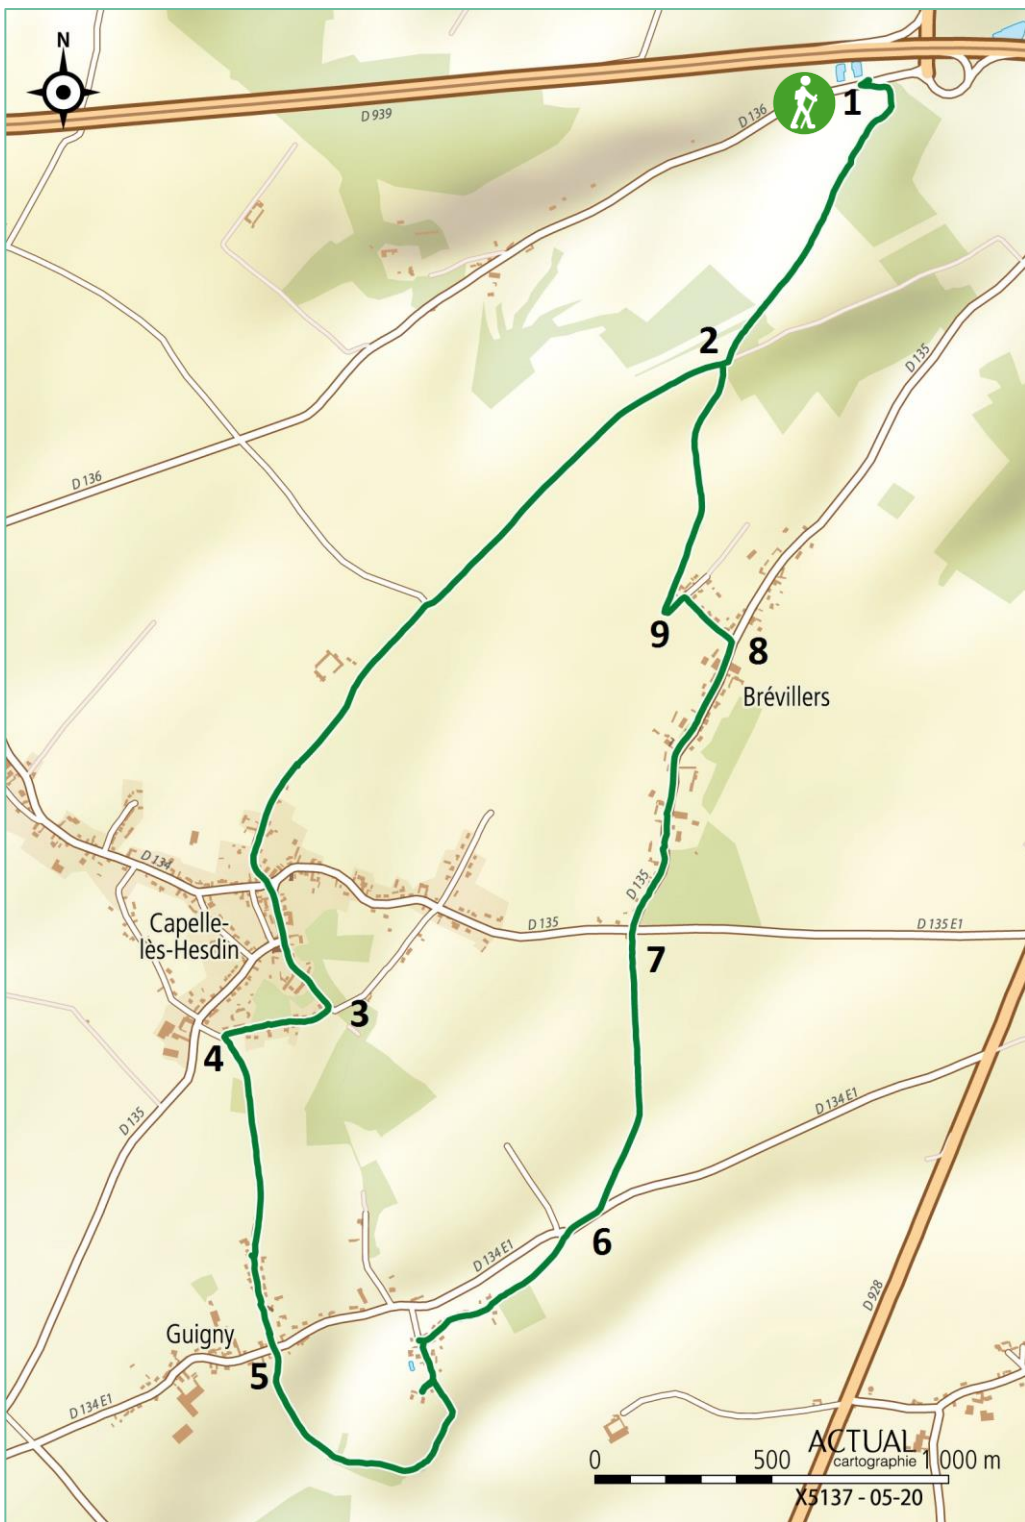 N
D 939
D 136
1
2
D 135
D 136
9
8
Brévillers
D 134
D 135
Capelle-
lès-Hesdin
D 135
D 135 E1
7
3
4
D 135
D 134 E1
6
D 134 E1
D 928
Guigny
5
D 134 E1
ACTUAL
cartographie
0 500 1 000 m
X5137 - 05-20